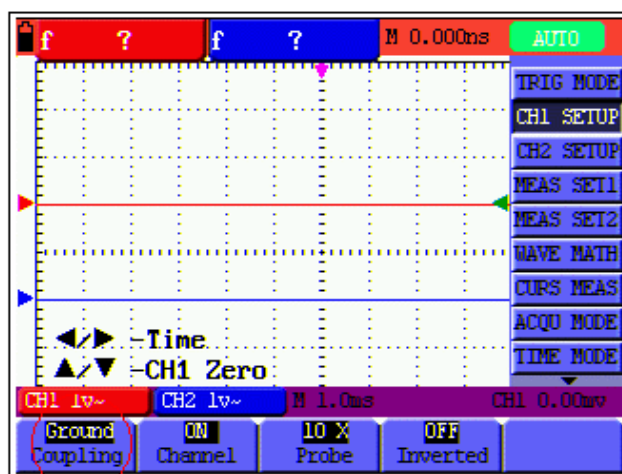 f ? f ? M 0.000ns AUTO
TRIG MODE
CH1 SETUP
CH2 SETUP
MEAS SET1
MEAS SET2
WAVE MATH
CURS MEAS
ACQU MODE
TIME MODE
◀/▶ -Time
▲/▼ -CH1 Zero
CH1 1v~ CH2 1v~ M 1.0ms CH1 0.00mv
Ground ON 10 X OFF
Coupling Channel Probe Inverted